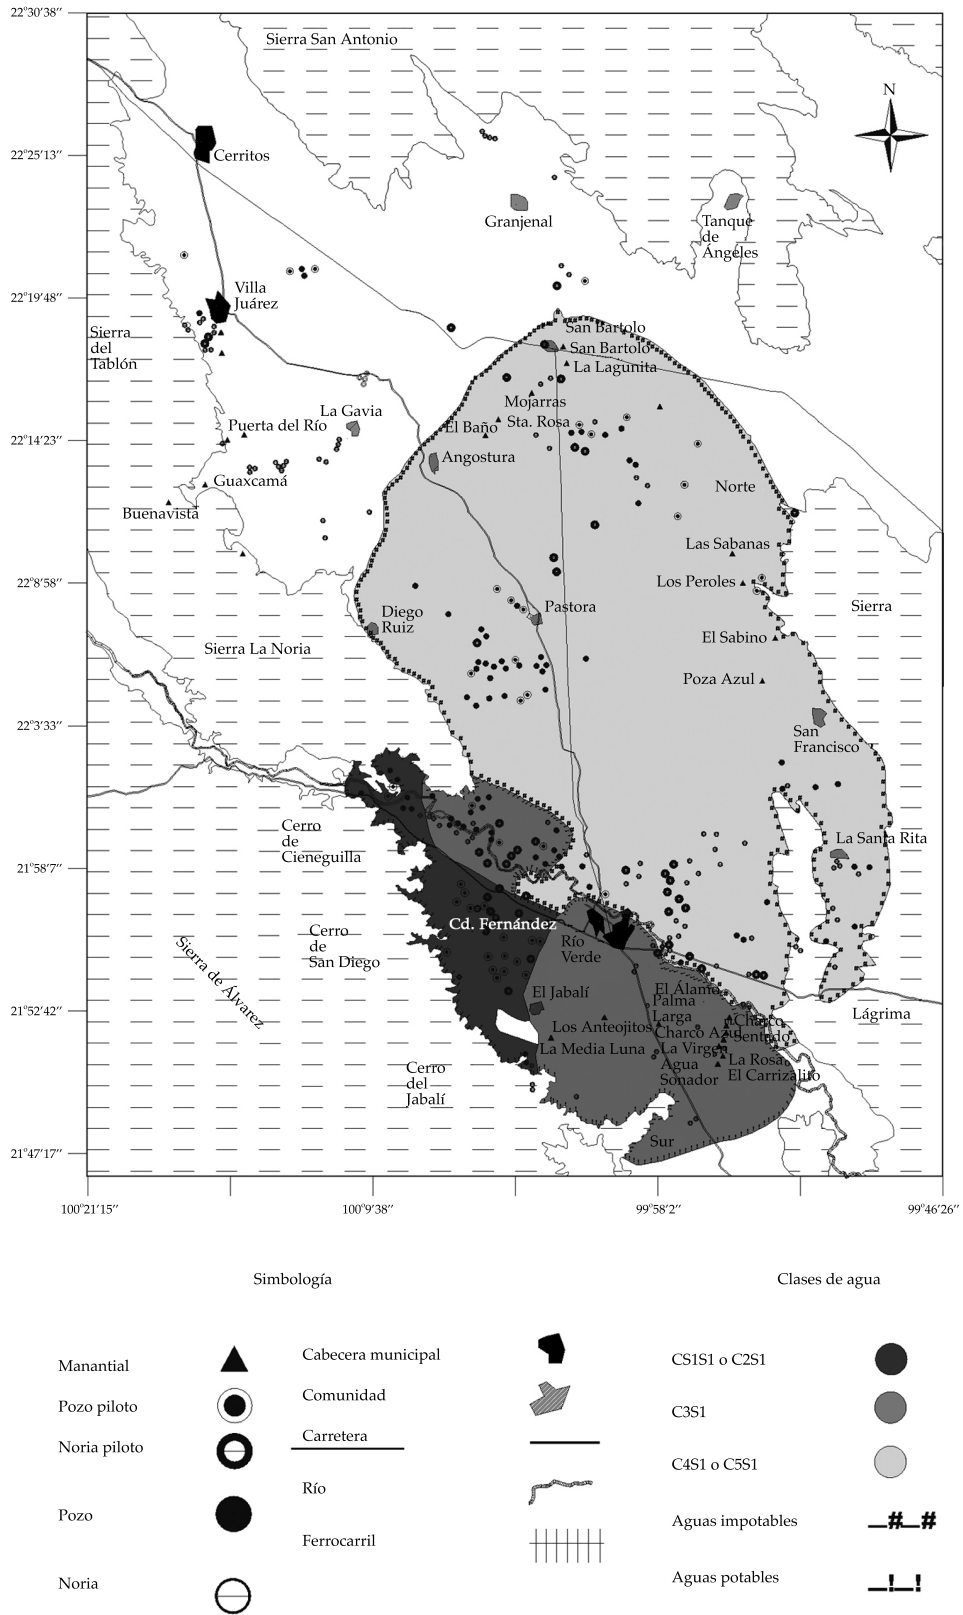 22°30'38''
Sierra San Antonio
N
22°25'13''
Cerritos
Granjenal
Tanque
de
Ángeles
22°19'48''
Villa
Juárez
Sierra
del
Tablón
San Bartolo
San Bartolo
La Lagunita
Mojarras
La Gavia
Puerta del Río
El Baño
Sta. Rosa
22°14'23''
Angostura
Guaxcamá
Norte
Buenavista
Las Sabanas
22°8'58''
Los Peroles
Diego
Ruiz
Pastora
Sierra
El Sabino
Sierra La Noria
Poza Azul
22°3'33''
San
Francisco
Cerro
de
Cieneguilla
La Santa Rita
21°58'7''
Cd. Fernández
Cerro
de
San Diego
Río
Verde
Sierra de Álvarez
El Jabalí
El Álamo
Palma
Larga
21°52'42''
Lágrima
Los Anteojitos
Charco Azul
Charco
Sentado
La Media Luna
La Virgen
La Rosa
Agua
Sonador
El Carrizalito
Cerro
del
Jabalí
Sur
21°47'17''
100°21'15''
100°9'38''
99°58'2''
99°46'26''
Simbología
Clases de agua
Manantial
Cabecera municipal
CS1S1 o C2S1
Pozo piloto
Comunidad
C3S1
Noria piloto
Carretera
C4S1 o C5S1
Pozo
Río
Aguas impotables
Ferrocarril
Aguas potables
Noria